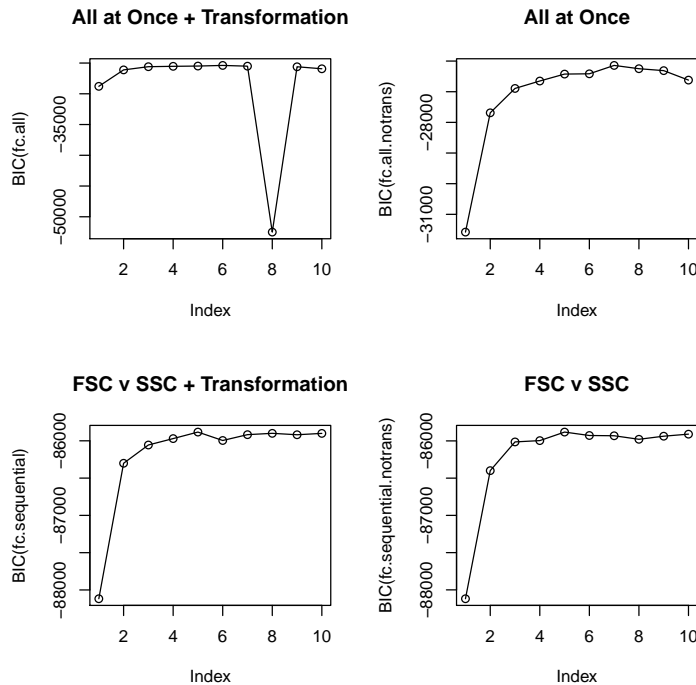 All at Once + Transformation
BIC(fc.all)
−50000
−35000
2 4 6 8 10
Index
All at Once
BIC(fc.all.notrans)
−31000
−28000
2 4 6 8 10
Index
FSC v SSC + Transformation
BIC(fc.sequential)
−88000
−87000
−86000
2 4 6 8 10
Index
FSC v SSC
BIC(fc.sequential.notrans)
−88000
−87000
−86000
2 4 6 8 10
Index